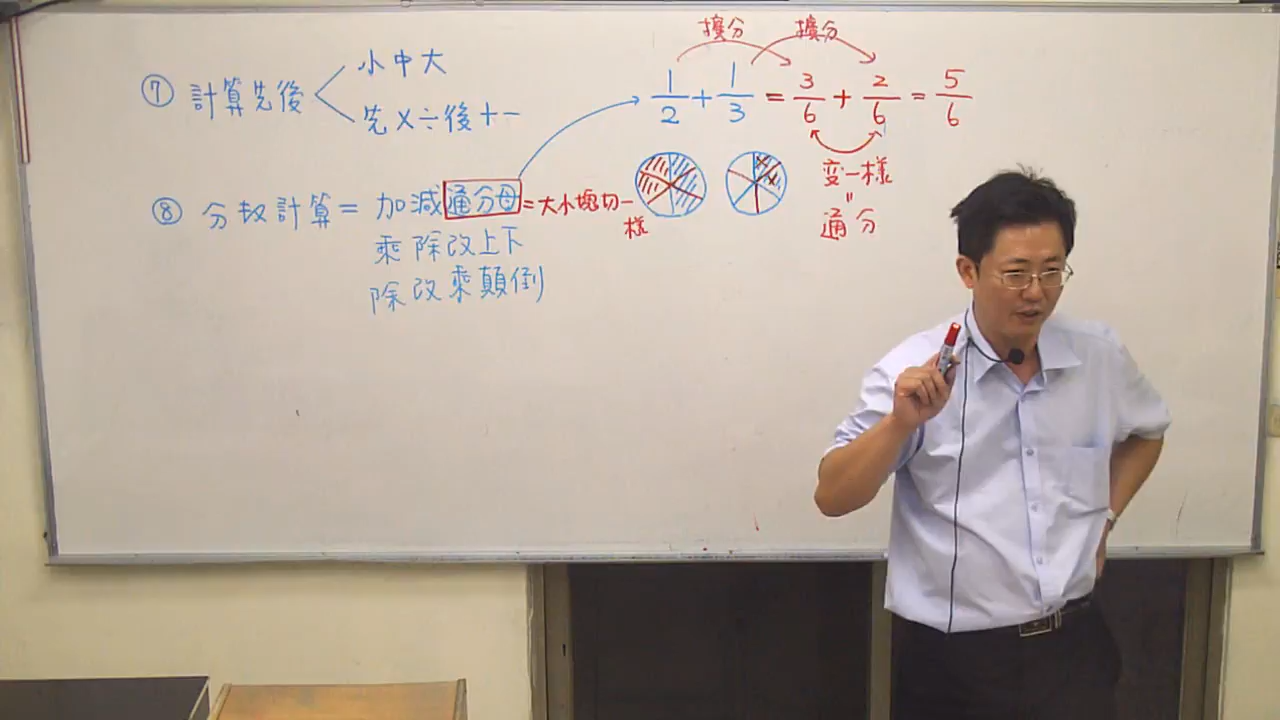 ⑦ 計算先後
小中大
先×÷後+−
擴分 擴分
1/2 + 1/3 = 3/6 + 2/6 = 5/6
変一樣
"
通分
⑧ 分数計算 = 加減通分母 = 大小塊切一
樣
乘除改上下
除改乘顛倒